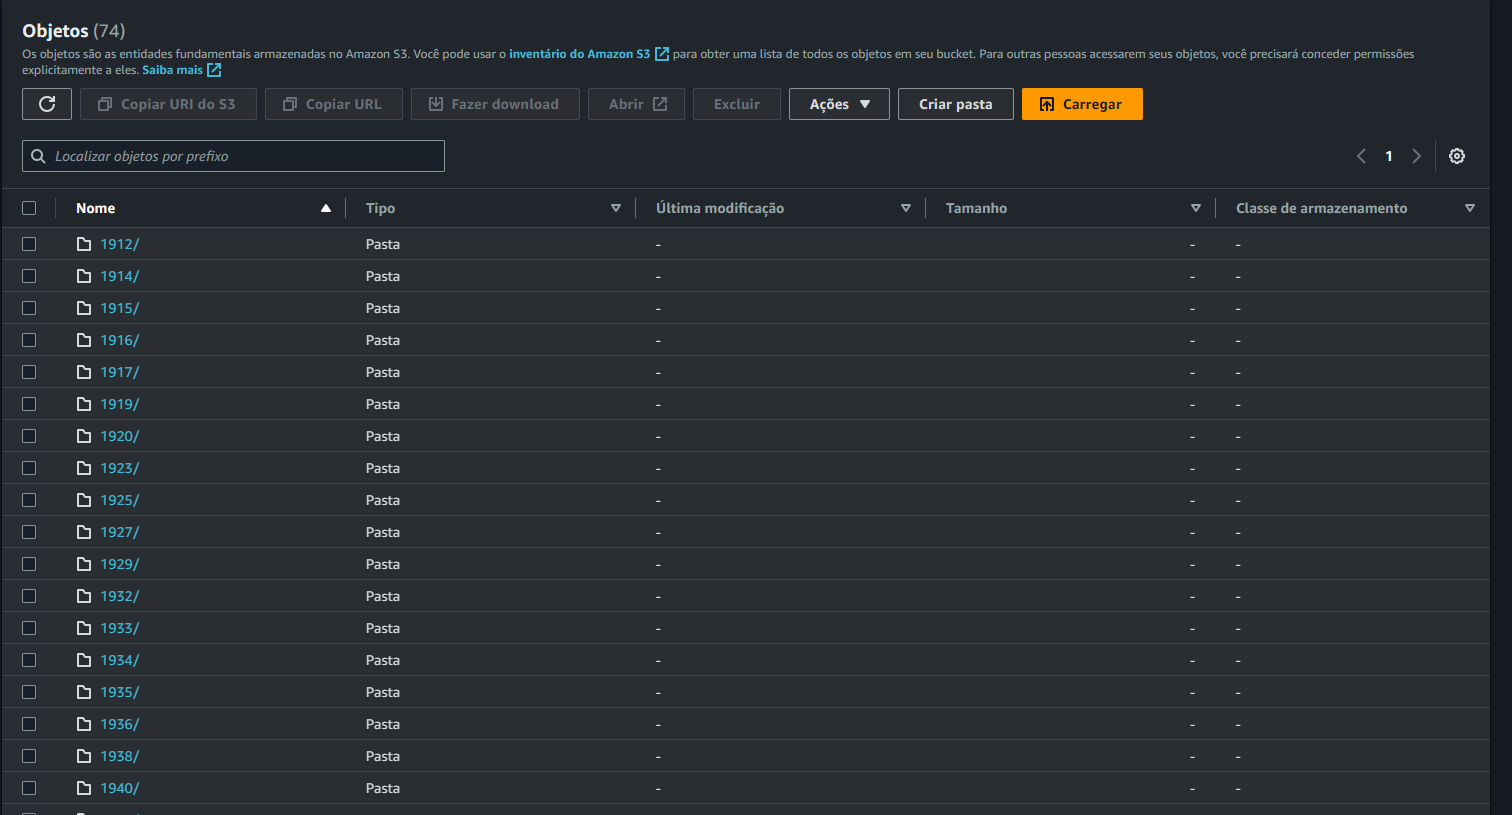 Objetos (74)
Os objetos são as entidades fundamentais armazenadas no Amazon S3. Você pode usar o inventário do Amazon S3 para obter uma lista de todos os objetos em seu bucket. Para outras pessoas acessarem seus objetos, você precisará conceder permissões
explicitamente a eles. Saiba mais
Copiar URI do S3 Copiar URL Fazer download Abrir Excluir Ações Criar pasta Carregar
Localizar objetos por prefixo 1
Nome Tipo Última modificação Tamanho Classe de armazenamento
1912/ Pasta - - -
1914/ Pasta - - -
1915/ Pasta - - -
1916/ Pasta - - -
1917/ Pasta - - -
1919/ Pasta - - -
1920/ Pasta - - -
1923/ Pasta - - -
1925/ Pasta - - -
1927/ Pasta - - -
1929/ Pasta - - -
1932/ Pasta - - -
1933/ Pasta - - -
1934/ Pasta - - -
1935/ Pasta - - -
1936/ Pasta - - -
1938/ Pasta - - -
1940/ Pasta - - -